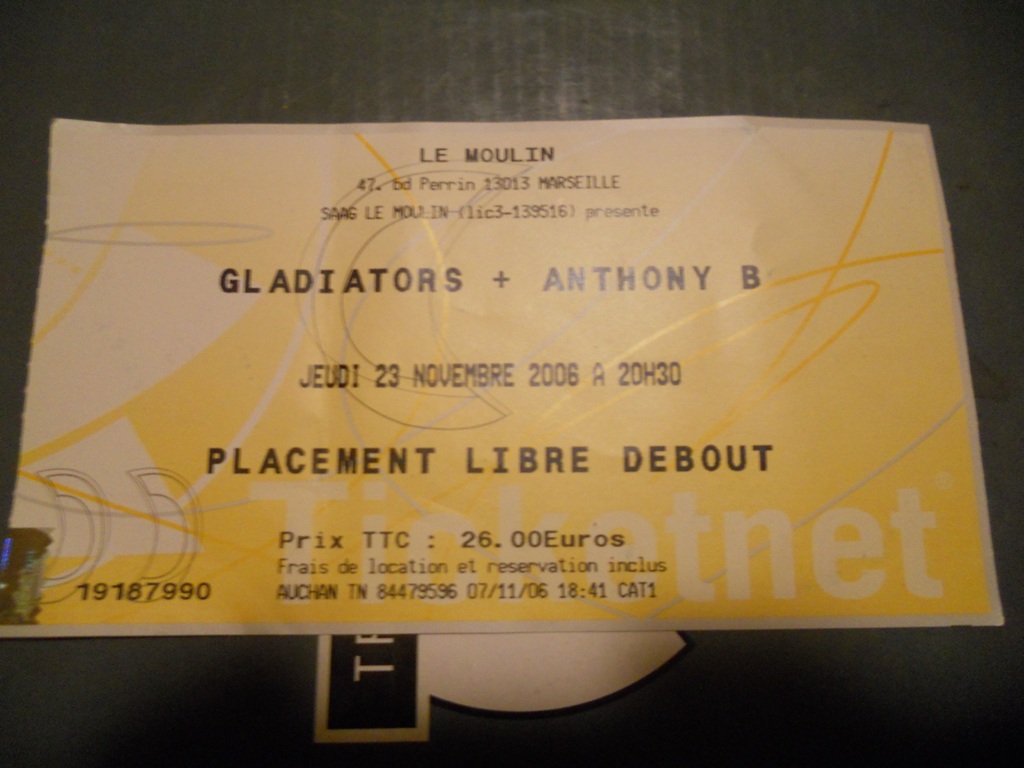 LE MOULIN
47. bd Perrin 13013 MARSEILLE
SAAG LE MOULIN (lic3-139516) presente
GLADIATORS + ANTHONY B
JEUDI 23 NOVEMBRE 2006 A 20H30
PLACEMENT LIBRE DEBOUT
Ticketnet®
Prix TTC : 26.00Euros
Frais de location et reservation inclus
19187990
AUCHAN TN 84479596 07/11/06 18:41 CAT1